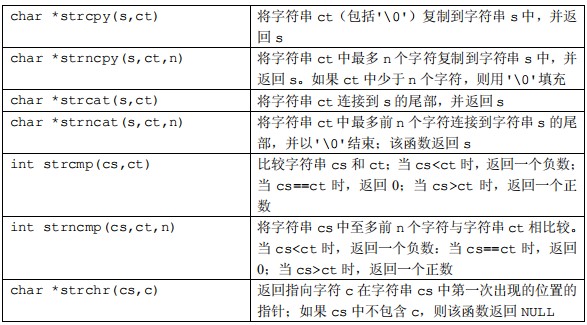 char *strcpy(s,ct)
将字符串 ct（包括'\0'）复制到字符串 s 中，并返
回 s
char *strncpy(s,ct,n)
将字符串 ct 中最多 n 个字符复制到字符串 s 中，并
返回 s。如果 ct 中少于 n 个字符，则用'\0'填充
char *strcat(s,ct)
将字符串 ct 连接到 s 的尾部，并返回 s
char *strncat(s,ct,n)
将字符串 ct 中最多前 n 个字符连接到字符串 s 的尾
部，并以'\0'结束；该函数返回 s
int strcmp(cs,ct)
比较字符串 cs 和 ct；当 cs<ct 时，返回一个负数；
当 cs==ct 时，返回 0；当 cs>ct 时，返回一个正
数
int strncmp(cs,ct,n)
将字符串 cs 中至多前 n 个字符与字符串 ct 相比较。
当 cs<ct 时，返回一个负数：当 cs==ct 时，返回
0；当 cs>ct 时，返回一个正数
char *strchr(cs,c)
返回指向字符 c 在字符串 cs 中第一次出现的位置的
指针；如果 cs 中不包含 c，则该函数返回 NULL